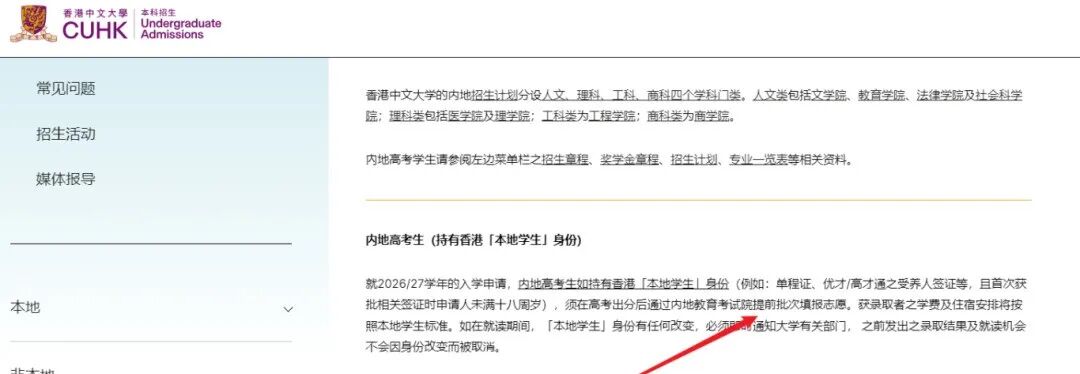 香港中文大學
CUHK
本科招生
Undergraduate
Admissions
常见问题
招生活动
媒体报导
本地
香港中文大学的内地招生计划分设人文、理科、工科、商科四个学科门类。人文类包括文学院、教育学院、法律学院及社会科学
院；理科类包括医学院及理学院；工科类为工程学院；商科类为商学院。
内地高考学生请参阅左边菜单栏之招生章程、奖学金章程、招生计划、专业一览表等相关资料。
内地高考生（持有香港「本地学生」身份）
就2026/27学年的入学申请，内地高考生如持有香港「本地学生」身份（例如：单程证、优才/高才通之受养人签证等，且首次获
批相关签证时申请人未满十八周岁），须在高考出分后通过内地教育考试院提前批次填报志愿。获录取者之学费及住宿安排将按
照本地学生标准。如在就读期间，「本地学生」身份有任何改变，必须通知大学有关部门，之前发出之录取结果及就读机会
不会因身份改变而被取消。